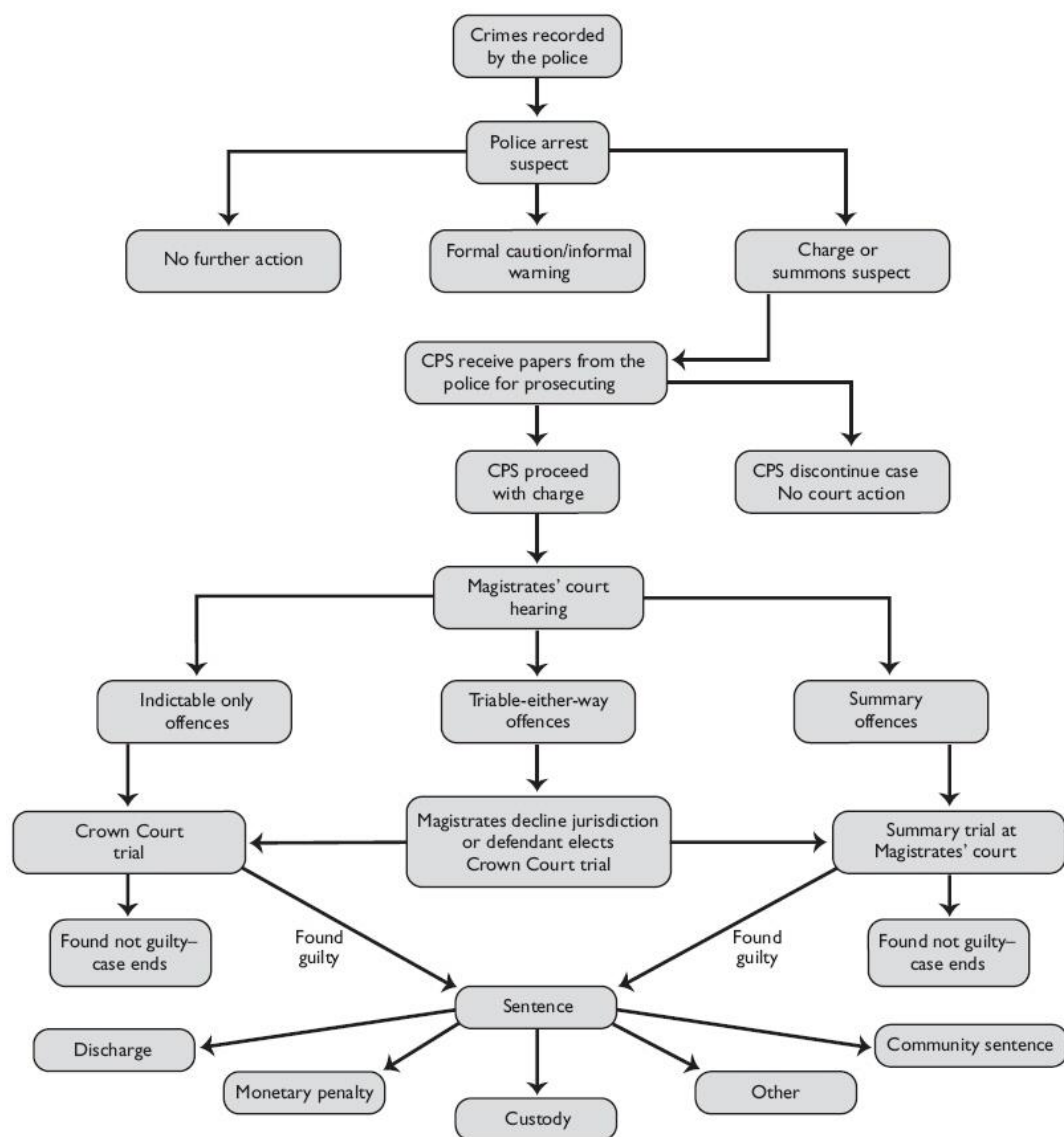 Crimes recorded
by the police
Police arrest
suspect
No further action
Formal caution/informal
warning
Charge or
summons suspect
CPS receive papers from the
police for prosecuting
CPS proceed
with charge
CPS discontinue case
No court action
Magistrates’ court
hearing
Indictable only
offences
Triable-either-way
offences
Summary
offences
Crown Court
trial
Magistrates decline jurisdiction
or defendant elects
Crown Court trial
Summary trial at
Magistrates’ court
Found not guilty–
case ends
Found
guilty
Found
guilty
Found not guilty–
case ends
Sentence
Discharge
Monetary penalty
Custody
Other
Community sentence